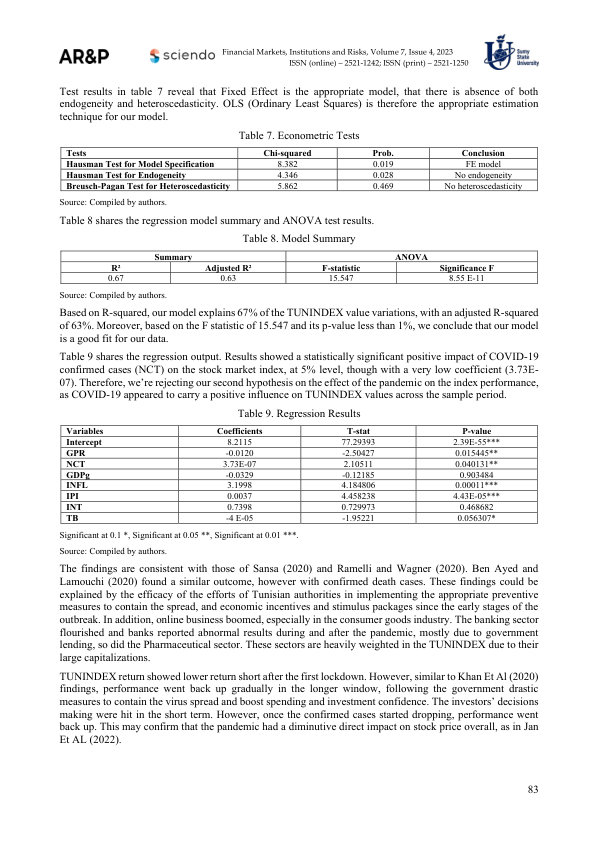 AR&P
sciendo
Financial Markets, Institutions and Risks, Volume 7, Issue 4, 2023
ISSN (online) – 2521-1242; ISSN (print) – 2521-1250
Sumy
State
University
Test results in table 7 reveal that Fixed Effect is the appropriate model, that there is absence of both
endogeneity and heteroscedasticity. OLS (Ordinary Least Squares) is therefore the appropriate estimation
technique for our model.
Table 7. Econometric Tests
Tests Chi-squared Prob. Conclusion
Hausman Test for Model Specification 8.382 0.019 FE model
Hausman Test for Endogeneity 4.346 0.028 No endogeneity
Breusch-Pagan Test for Heteroscedasticity 5.862 0.469 No heteroscedasticity
Source: Compiled by authors.
Table 8 shares the regression model summary and ANOVA test results.
Table 8. Model Summary
Summary ANOVA
R² Adjusted R² F-statistic Significance F
0.67 0.63 15.547 8.55 E-11
Source: Compiled by authors.
Based on R-squared, our model explains 67% of the TUNINDEX value variations, with an adjusted R-squared
of 63%. Moreover, based on the F statistic of 15.547 and its p-value less than 1%, we conclude that our model
is a good fit for our data.
Table 9 shares the regression output. Results showed a statistically significant positive impact of COVID-19
confirmed cases (NCT) on the stock market index, at 5% level, though with a very low coefficient (3.73E-
07). Therefore, we're rejecting our second hypothesis on the effect of the pandemic on the index performance,
as COVID-19 appeared to carry a positive influence on TUNINDEX values across the sample period.
Table 9. Regression Results
Variables Coefficients T-stat P-value
Intercept 8.2115 77.29393 2.39E-55***
GPR -0.0120 -2.50427 0.015445**
NCT 3.73E-07 2.10511 0.040131**
GDPg -0.0329 -0.12185 0.903484
INFL 3.1998 4.184806 0.00011***
IPI 0.0037 4.458238 4.43E-05***
INT 0.7398 0.729973 0.468682
TB -4 E-05 -1.95221 0.056307*
Significant at 0.1 *, Significant at 0.05 **, Significant at 0.01 ***.
Source: Compiled by authors.
The findings are consistent with those of Sansa (2020) and Ramelli and Wagner (2020). Ben Ayed and
Lamouchi (2020) found a similar outcome, however with confirmed death cases. These findings could be
explained by the efficacy of the efforts of Tunisian authorities in implementing the appropriate preventive
measures to contain the spread, and economic incentives and stimulus packages since the early stages of the
outbreak. In addition, online business boomed, especially in the consumer goods industry. The banking sector
flourished and banks reported abnormal results during and after the pandemic, mostly due to government
lending, so did the Pharmaceutical sector. These sectors are heavily weighted in the TUNINDEX due to their
large capitalizations.
TUNINDEX return showed lower return short after the first lockdown. However, similar to Khan Et Al (2020)
findings, performance went back up gradually in the longer window, following the government drastic
measures to contain the virus spread and boost spending and investment confidence. The investors' decisions
making were hit in the short term. However, once the confirmed cases started dropping, performance went
back up. This may confirm that the pandemic had a diminutive direct impact on stock price overall, as in Jan
Et AL (2022).
83